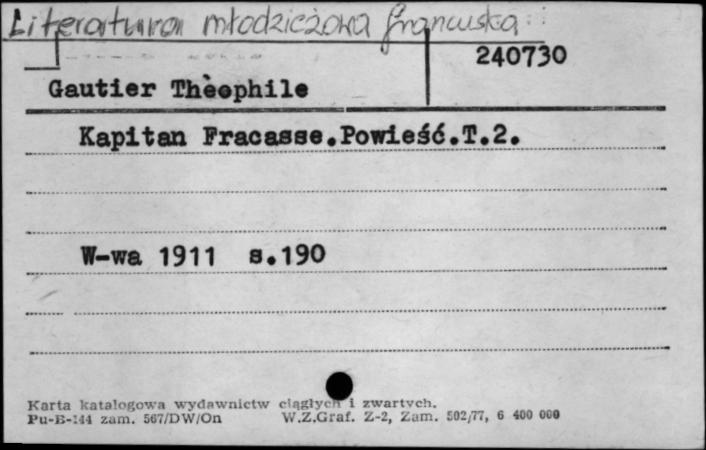 Literatura młodzieżowa francuska
240730
Gautier Thèophile
Kapitan Fracasse.Powieść.T.2.
W-wa 1911 s.190
Karta katalogowa wydawnictw ciągłych i zwartych.
Pu-B-144 zam. 567/DW/On W.Z.Graf. Z-2, Zam. 502/77, 6 400 000